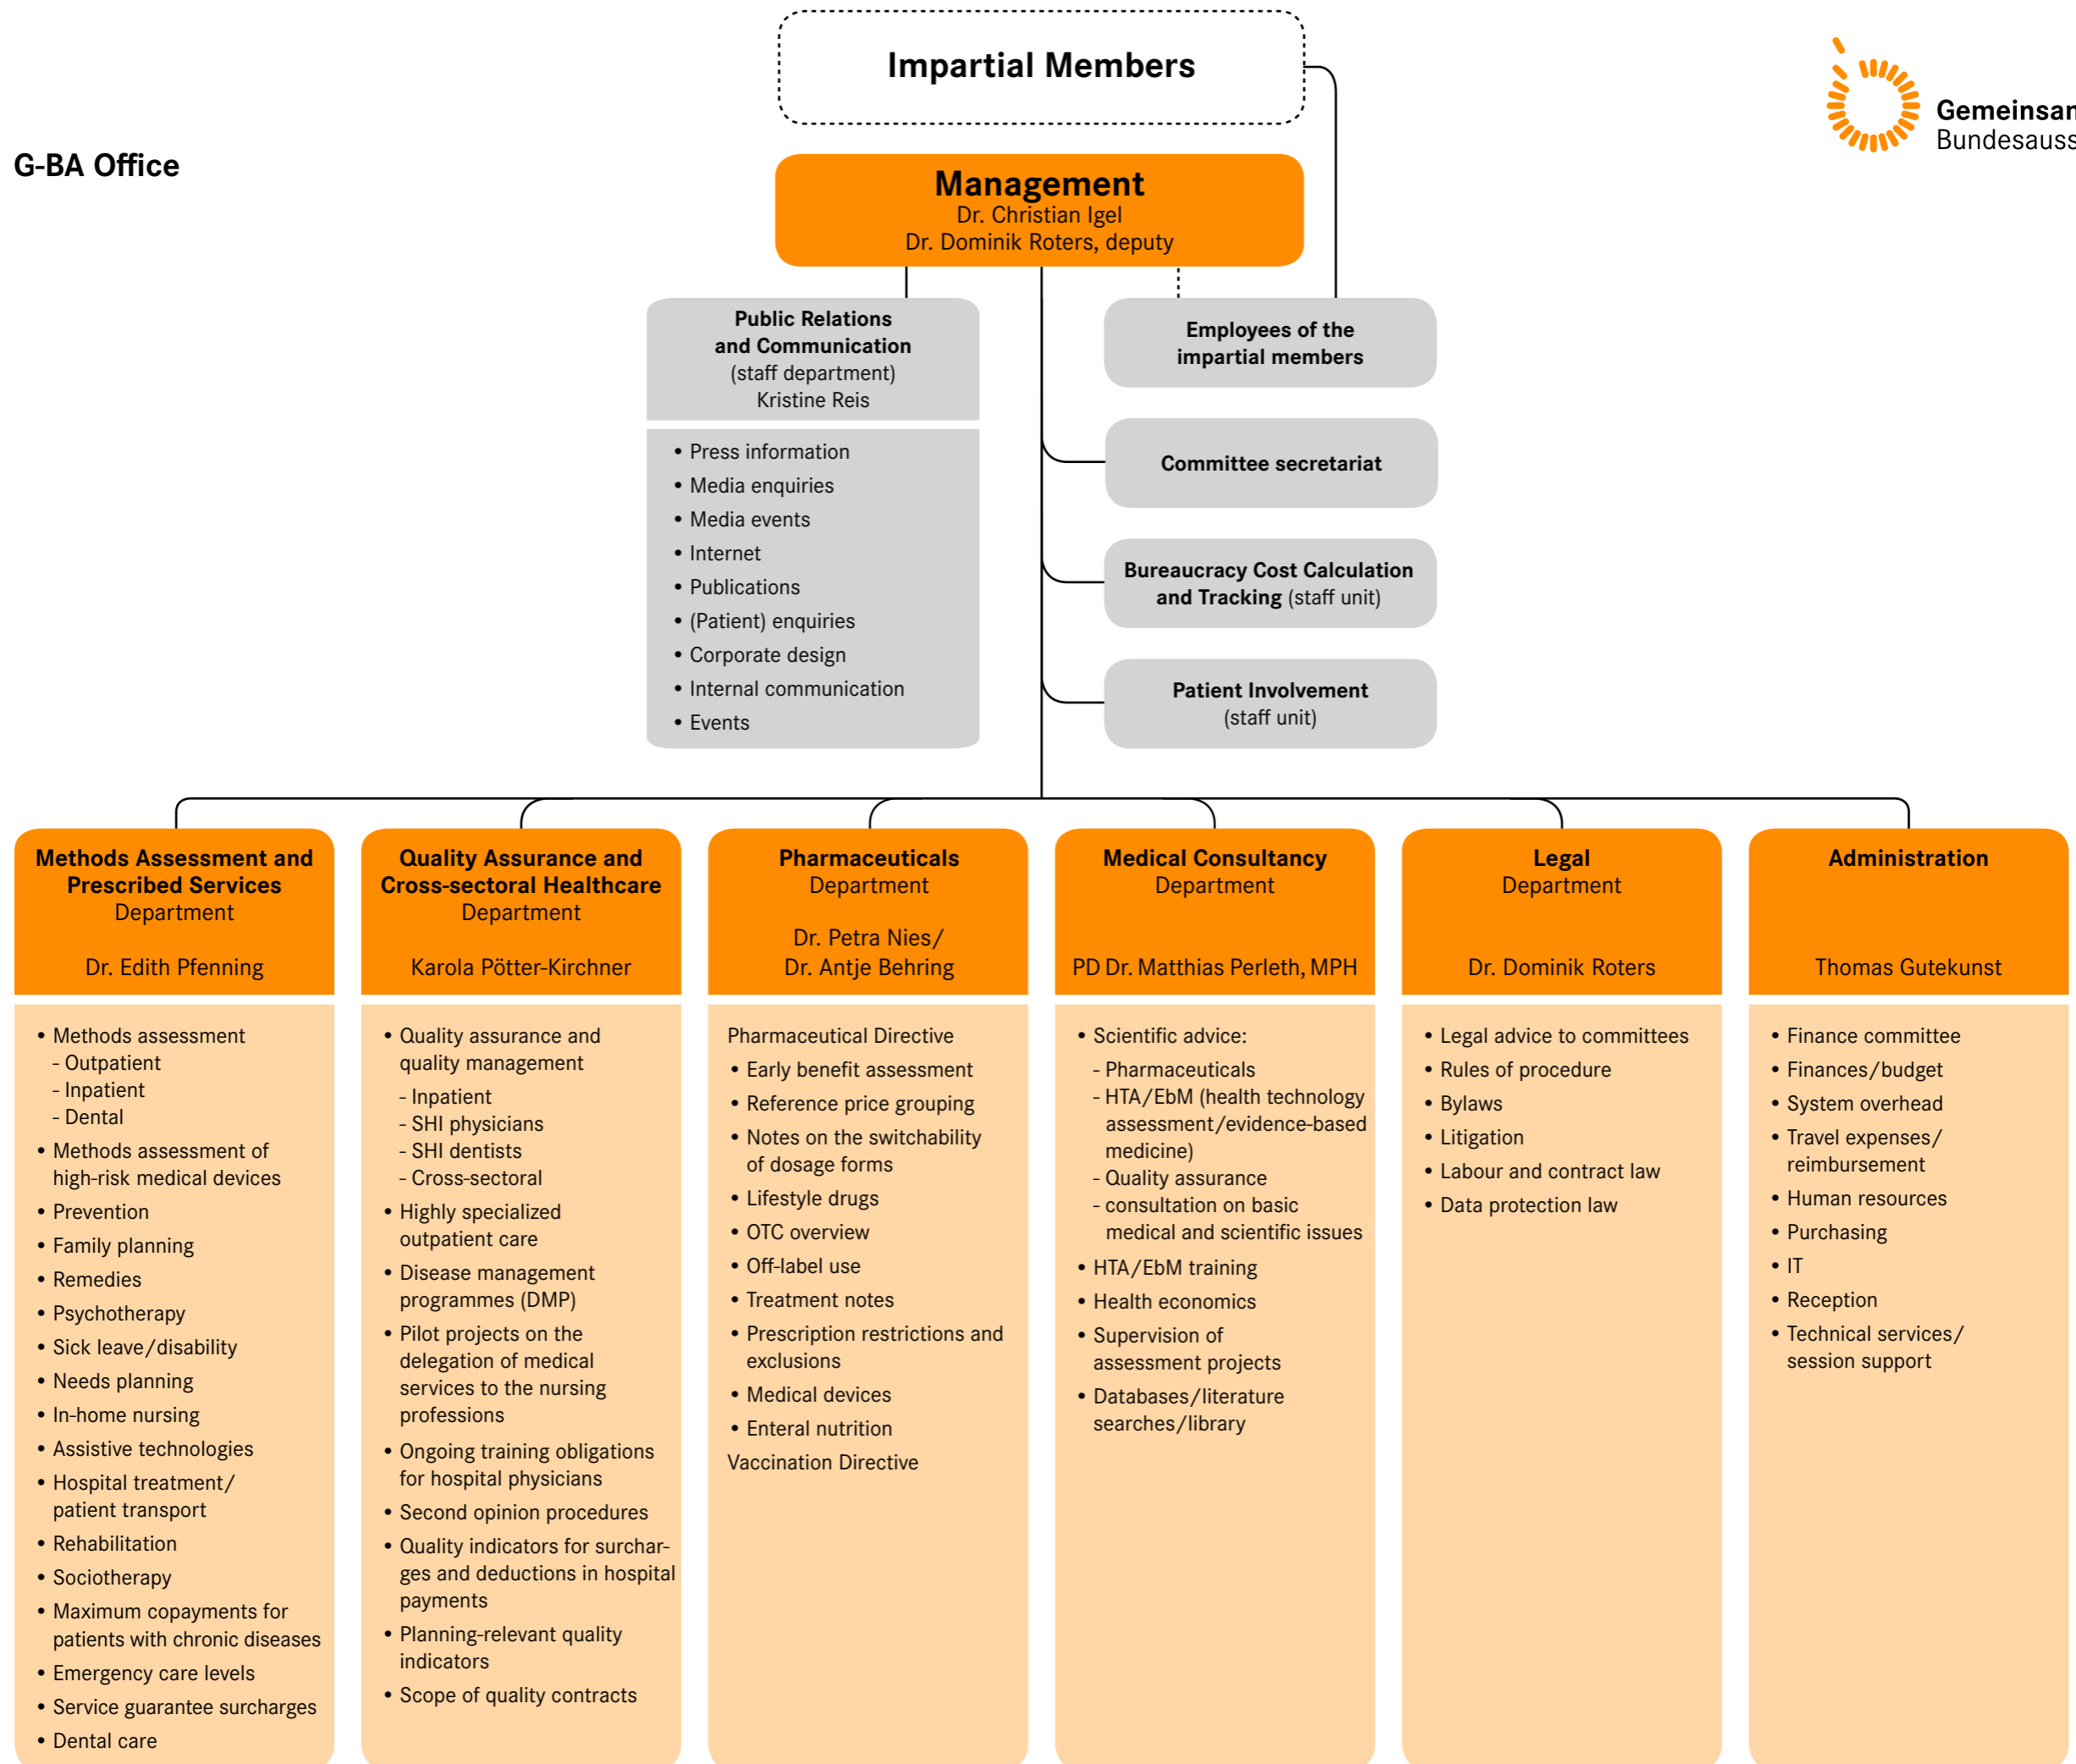 Impartial Members
Gemeinsam
Bundesauss
G-BA Office
Management
Dr. Christian Igel
Dr. Dominik Roters, deputy
Public Relations
and Communication
(staff department)
Kristine Reis
• Press information
• Media enquiries
• Media events
• Internet
• Publications
• (Patient) enquiries
• Corporate design
• Internal communication
• Events
Employees of the
impartial members
Committee secretariat
Bureaucracy Cost Calculation
and Tracking (staff unit)
Patient Involvement
(staff unit)
Methods Assessment and
Prescribed Services
Department
Dr. Edith Pfenning
• Methods assessment
- Outpatient
- Inpatient
- Dental
• Methods assessment of
high-risk medical devices
• Prevention
• Family planning
• Remedies
• Psychotherapy
• Sick leave/disability
• Needs planning
• In-home nursing
• Assistive technologies
• Hospital treatment/
patient transport
• Rehabilitation
• Sociotherapy
• Maximum copayments for
patients with chronic diseases
• Emergency care levels
• Service guarantee surcharges
• Dental care
Quality Assurance and
Cross-sectoral Healthcare
Department
Karola Pötter-Kirchner
• Quality assurance and
quality management
- Inpatient
- SHI physicians
- SHI dentists
- Cross-sectoral
• Highly specialized
outpatient care
• Disease management
programmes (DMP)
• Pilot projects on the
delegation of medical
services to the nursing
professions
• Ongoing training obligations
for hospital physicians
• Second opinion procedures
• Quality indicators for surchar-
ges and deductions in hospital
payments
• Planning-relevant quality
indicators
• Scope of quality contracts
Pharmaceuticals
Department
Dr. Petra Nies/
Dr. Antje Behring
Pharmaceutical Directive
• Early benefit assessment
• Reference price grouping
• Notes on the switchability
of dosage forms
• Lifestyle drugs
• OTC overview
• Off-label use
• Treatment notes
• Prescription restrictions and
exclusions
• Medical devices
• Enteral nutrition
Vaccination Directive
Medical Consultancy
Department
PD Dr. Matthias Perleth, MPH
• Scientific advice:
- Pharmaceuticals
- HTA/EbM (health technology
assessment/evidence-based
medicine)
- Quality assurance
- consultation on basic
medical and scientific issues
• HTA/EbM training
• Health economics
• Supervision of
assessment projects
• Databases/literature
searches/library
Legal
Department
Dr. Dominik Roters
• Legal advice to committees
• Rules of procedure
• Bylaws
• Litigation
• Labour and contract law
• Data protection law
Administration
Thomas Gutekunst
• Finance committee
• Finances/budget
• System overhead
• Travel expenses/
reimbursement
• Human resources
• Purchasing
• IT
• Reception
• Technical services/
session support